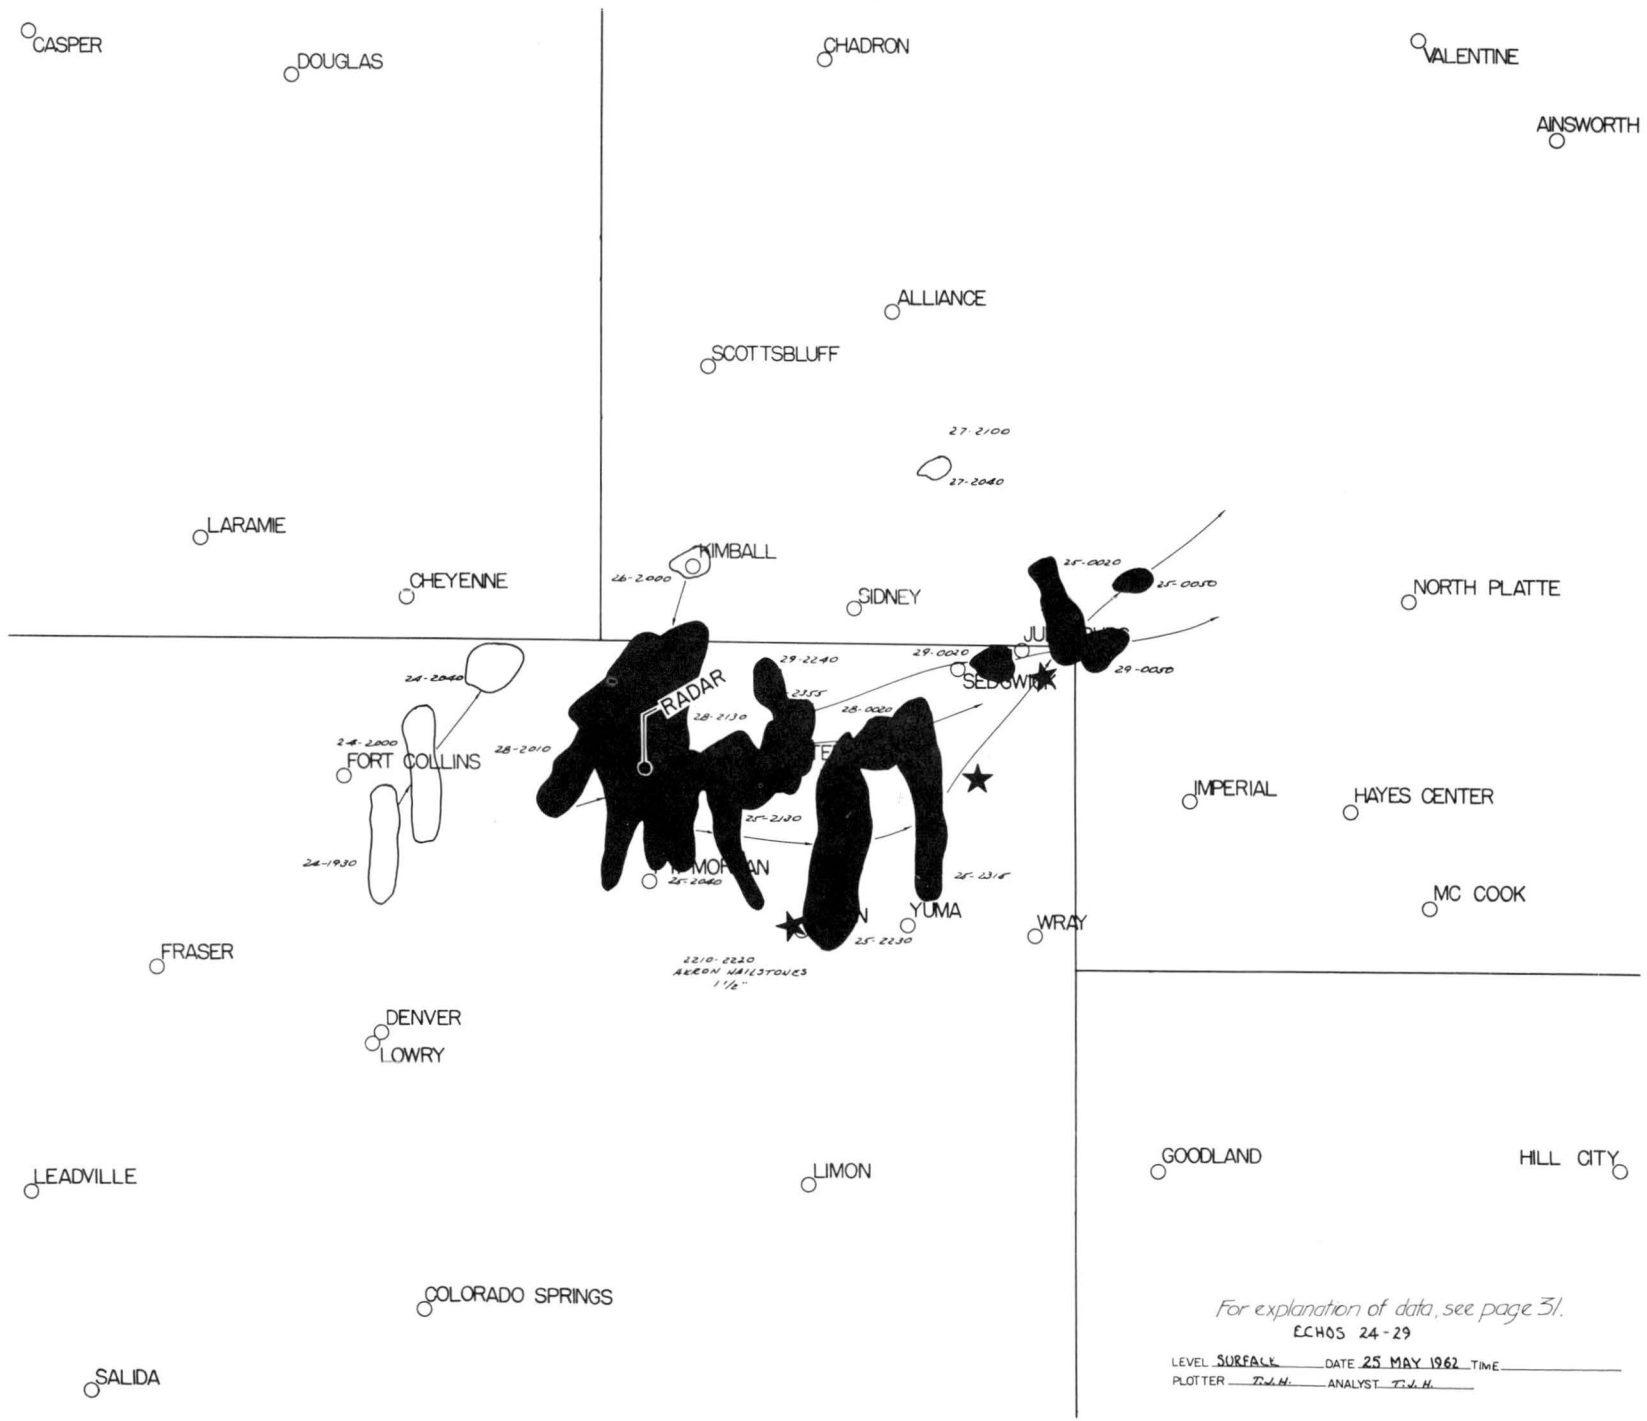 CASPER
DOUGLAS
CHADRON
VALENTINE
AINSWORTH
ALLIANCE
SCOTTSBLUFF
27-2100
27-2040
LARAMIE
KIMBALL
26-2000
CHEYENNE
SIDNEY
25-0020
25-0050
NORTH PLATTE
29-0020
29-2240
29-0050
SEDGWICK
24-2040
RADAR
-2355
28-2130
28-0020
24-2000
28-2010
FORT COLLINS
IMPERIAL
HAYES CENTER
25-2130
24-1930
25-2040
25-2315
MC COOK
YUMA
WRAY
25-2230
FRASER
2210-2220
AKRON HAILSTONES
1 1/2"
DENVER
LOWRY
LEADVILLE
LIMON
GOODLAND
HILL CITY
COLORADO SPRINGS
For explanation of data, see page 31.
ECHOS 24-29
LEVEL SURFACE DATE 25 MAY 1962 TIME
PLOTTER T.J.H. ANALYST T.J.H.
SALIDA